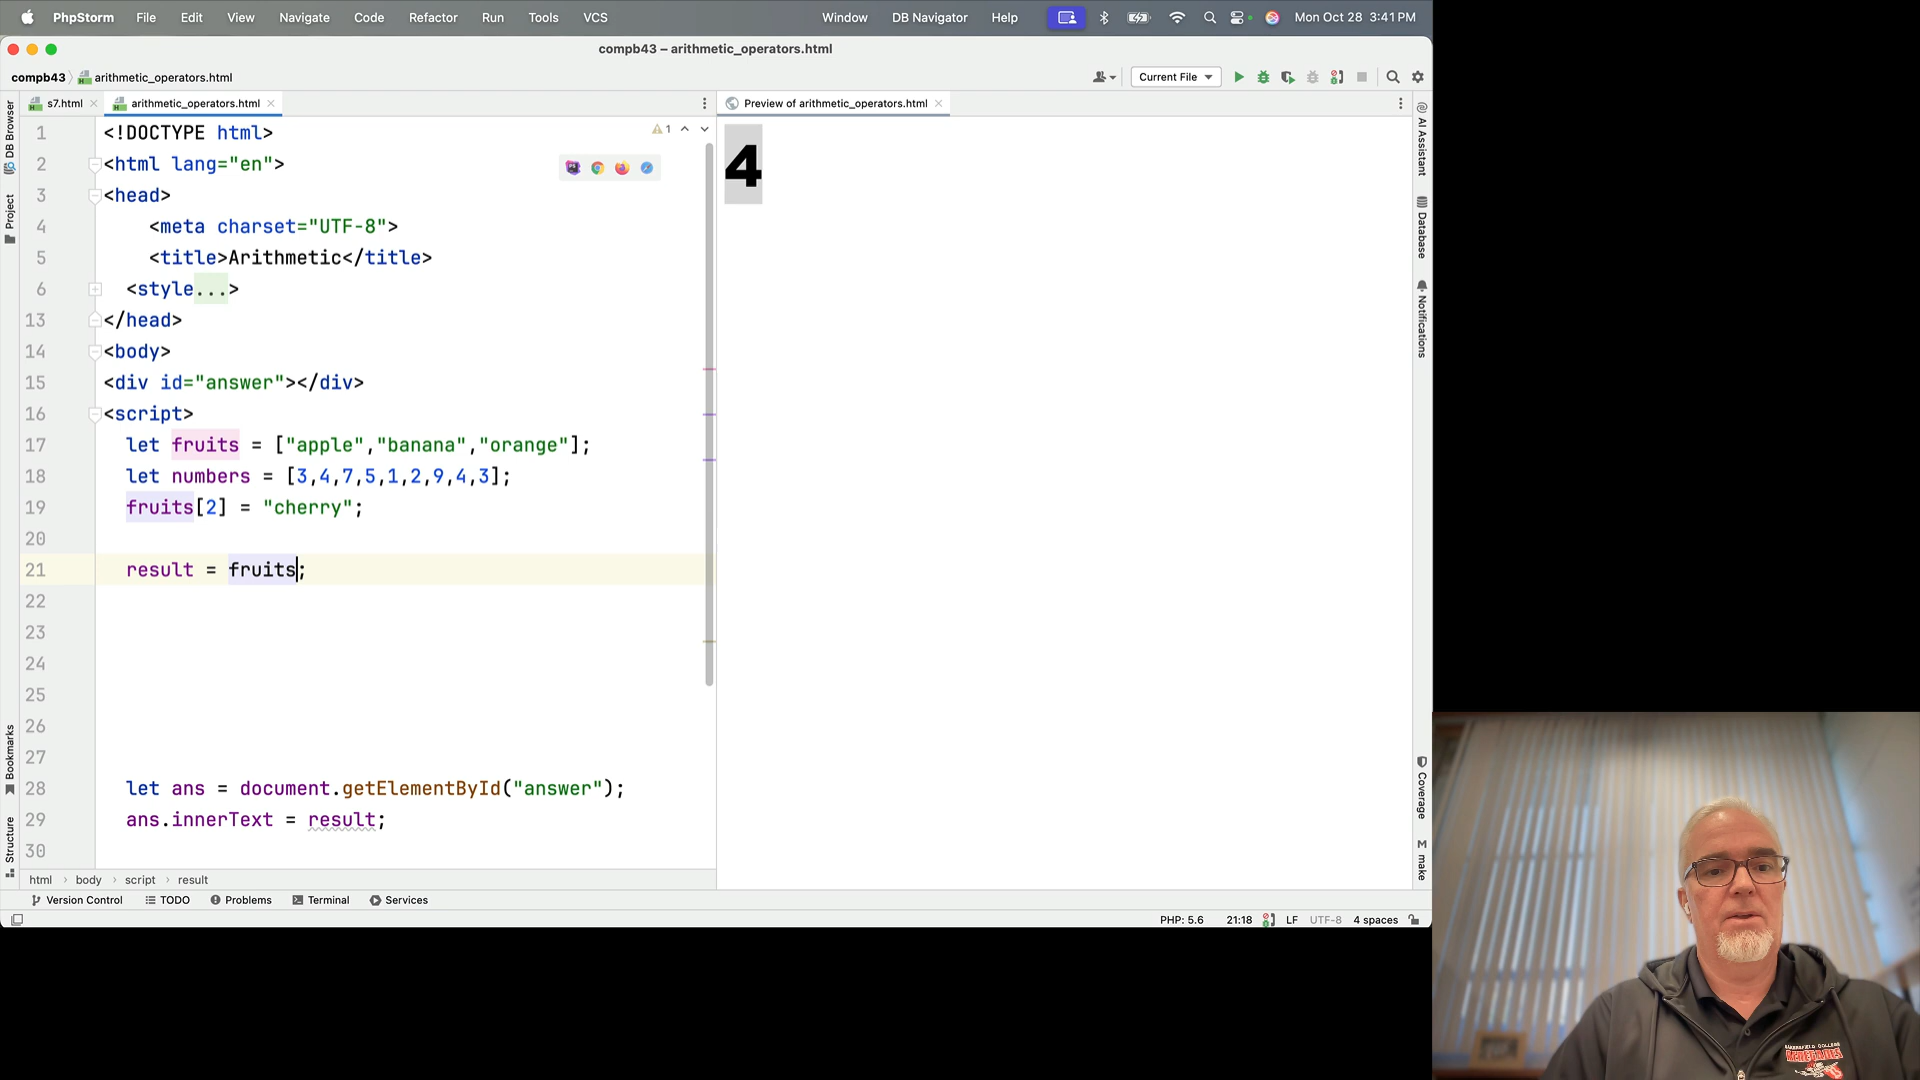 PhpStorm File Edit View Navigate Code Refactor Run Tools VCS Window DB Navigator Help Mon Oct 28 3:41 PM
compb43 – arithmetic_operators.html
compb43 arithmetic_operators.html Current File
s7.html arithmetic_operators.html Preview of arithmetic_operators.html
DB Browser
Project
Bookmarks
Structure
1 <!DOCTYPE html>
2 <html lang="en">
3 <head>
4 <meta charset="UTF-8">
5 <title>Arithmetic</title>
6 <style...>
13 </head>
14 <body>
15 <div id="answer"></div>
16 <script>
17 let fruits = ["apple","banana","orange"];
18 let numbers = [3,4,7,5,1,2,9,4,3];
19 fruits[2] = "cherry";
20
21 result = fruits;
22
23
24
25
26
27
28 let ans = document.getElementById("answer");
29 ans.innerText = result;
30
1
4
AI Assistant
Database
Notifications
Coverage
make
html body script result
Version Control TODO Problems Terminal Services
PHP: 5.6 21:18 LF UTF-8 4 spaces
BAKERSFIELD COLLEGE
RENEGADES